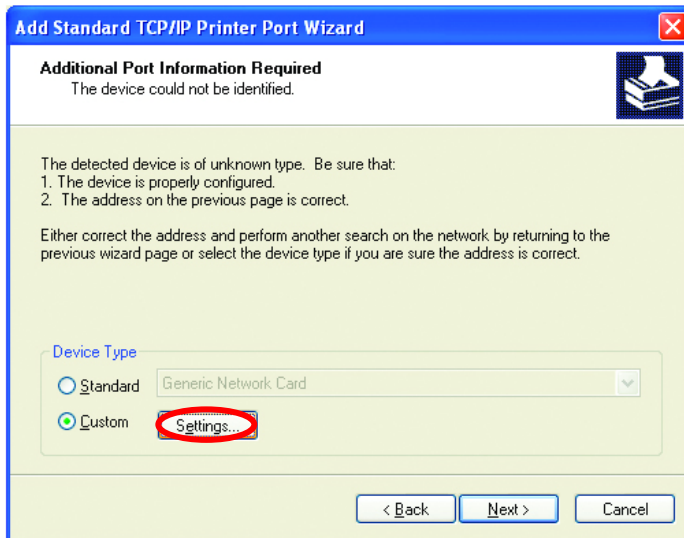 Add Standard TCP/IP Printer Port Wizard
Additional Port Information Required
The device could not be identified.
The detected device is of unknown type.  Be sure that:
1. The device is properly configured.
2.  The address on the previous page is correct.
Either correct the address and perform another search on the network by returning to the
previous wizard page or select the device type if you are sure the address is correct.
Device Type
Standard
Generic Network Card
Custom
Settings...
< Back
Next >
Cancel